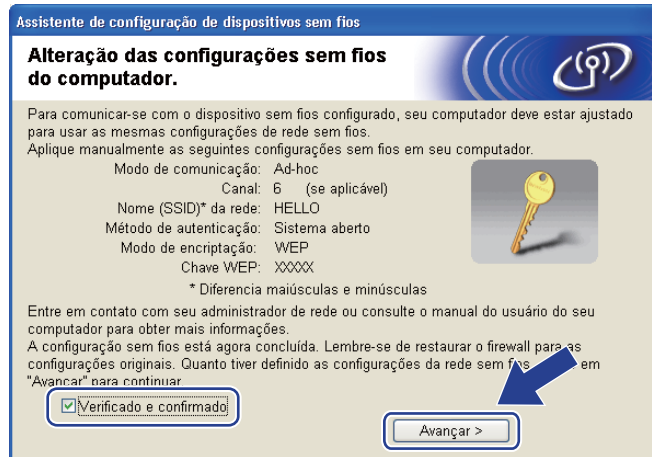 Assistente de configuração de dispositivos sem fios
Alteração das configurações sem fios
do computador.
Para comunicar-se com o dispositivo sem fios configurado, seu computador deve estar ajustado
para usar as mesmas configurações de rede sem fios.
Aplique manualmente as seguintes configurações sem fios em seu computador.
Modo de comunicação: Ad-hoc
Canal: 6 (se aplicável)
Nome (SSID)* da rede: HELLO
Método de autenticação: Sistema aberto
Modo de encriptação: WEP
Chave WEP: XXXXX
* Diferencia maiúsculas e minúsculas
Entre em contato com seu administrador de rede ou consulte o manual do usuário do seu
computador para obter mais informações.
A configuração sem fios está agora concluída. Lembre-se de restaurar o firewall para as
configurações originais. Quanto tiver definido as configurações da rede sem em
"Avançar" para continuar.
Verificado e confirmado
Avançar >